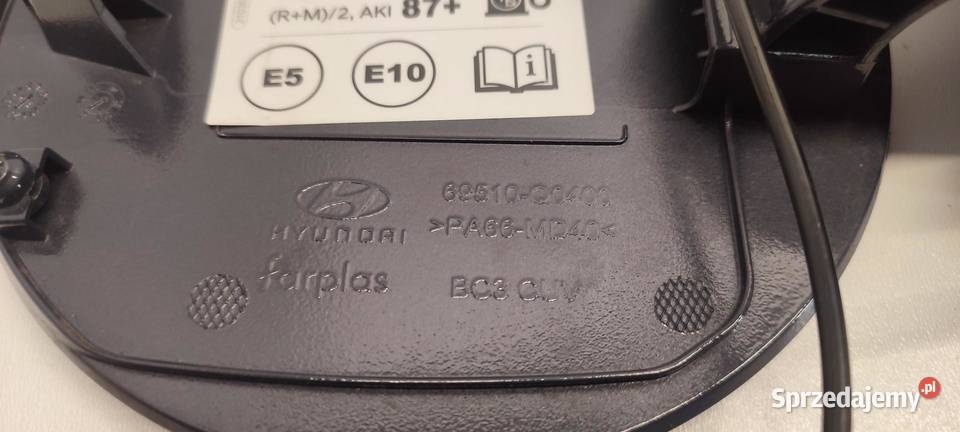 (R+M)/2, AKI 87+
E5 E10 i
HYUNDAI
69510-Q0400
>PA66-MD40<
farplas
BC3 CUV
Sprzedajemy.pl